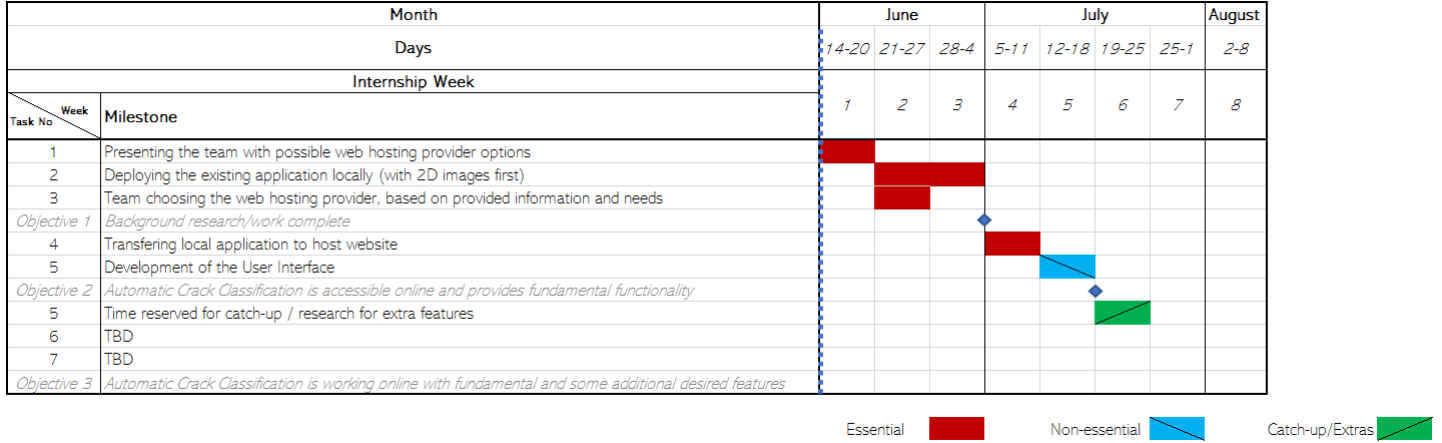 Month June July August
Days 14-20 21-27 28-4 5-11 12-18 19-25 25-1 2-8
Internship Week
Week
Task No Milestone 1 2 3 4 5 6 7 8
1 Presenting the team with possible web hosting provider options
2 Deploying the existing application locally (with 2D images first)
3 Team choosing the web hosting provider, based on provided information and needs
Objective 1 Background research/work complete
4 Transfering local application to host website
5 Development of the User Interface
Objective 2 Automatic Crack Classification is accessible online and provides fundamental functionality
5 Time reserved for catch-up / research for extra features
6 TBD
7 TBD
Objective 3 Automatic Crack Classification is working online with fundamental and some additional desired features
Essential Non-essential Catch-up/Extras